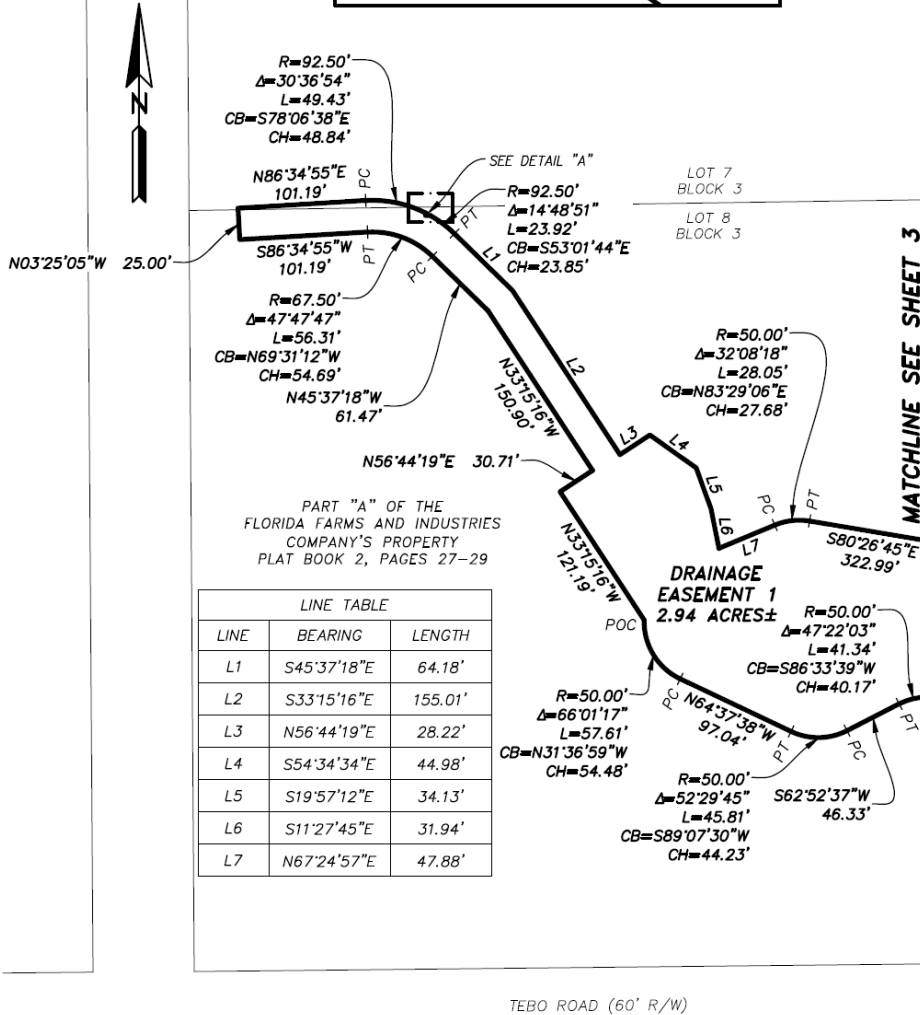 N
R=92.50'
Δ=30°36'54"
L=49.43'
CB=S78°06'38"E
CH=48.84'
SEE DETAIL "A"
N86°34'55"E
101.19'
PC
R=92.50'
Δ=14°48'51"
L=23.92'
CB=S53°01'44"E
CH=23.85'
PT
LOT 7
BLOCK 3
LOT 8
BLOCK 3
MATCHLINE SEE SHEET 3
N03°25'05"W 25.00'
S86°34'55"W
101.19'
PT
PC
L1
R=67.50'
Δ=47°47'47"
L=56.31'
CB=N69°31'12"W
CH=54.69'
N45°37'18"W
61.47'
L2
N33°15'16"W
150.90'
R=50.00'
Δ=32°08'18"
L=28.05'
CB=N83°29'06"E
CH=27.68'
N56°44'19"E 30.71'
L3
L4
L5
L6
L7
PC
PT
S80°26'45"E
322.99'
PART "A" OF THE
FLORIDA FARMS AND INDUSTRIES
COMPANY'S PROPERTY
PLAT BOOK 2, PAGES 27-29
N33°15'16"W
121.19'
DRAINAGE
EASEMENT 1
2.94 ACRES±
POC
R=50.00'
Δ=47°22'03"
L=41.34'
CB=S86°33'39"W
CH=40.17'
LINE TABLE
LINE BEARING LENGTH
L1 S45°37'18"E 64.18'
L2 S33°15'16"E 155.01'
L3 N56°44'19"E 28.22'
L4 S54°34'34"E 44.98'
L5 S19°57'12"E 34.13'
L6 S11°27'45"E 31.94'
L7 N67°24'57"E 47.88'
R=50.00'
Δ=66°01'17"
L=57.61'
CB=N31°36'59"W
CH=54.48'
PC
N64°37'38"W
97.04'
PT
PC
PT
R=50.00'
Δ=52°29'45"
L=45.81'
CB=S89°07'30"W
CH=44.23'
S62°52'37"W
46.33'
TEBO ROAD (60' R/W)